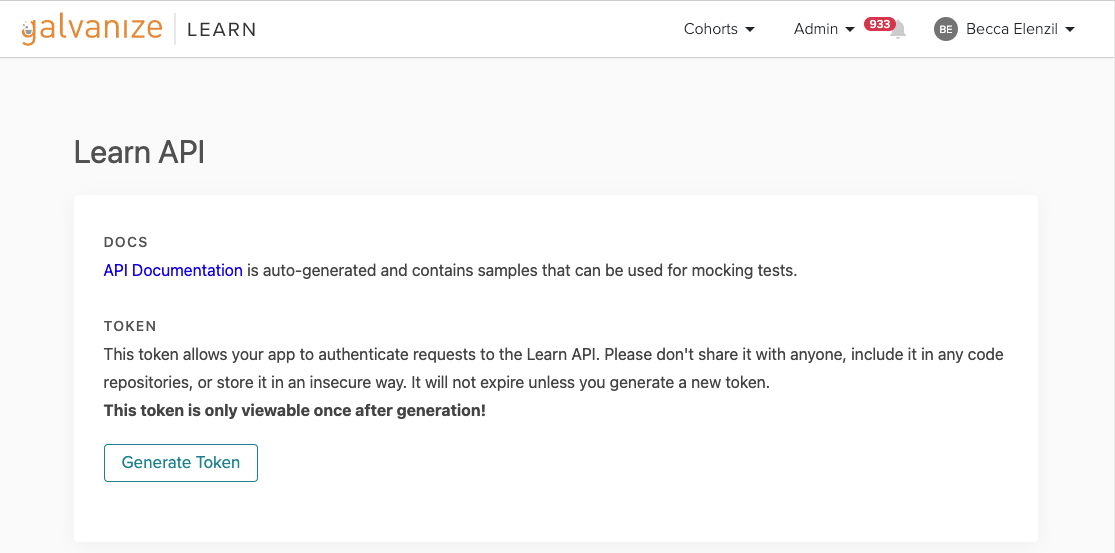 galvanize LEARN Cohorts Admin 933 BE Becca Elenzil
Learn API
DOCS
API Documentation is auto-generated and contains samples that can be used for mocking tests.
TOKEN
This token allows your app to authenticate requests to the Learn API. Please don't share it with anyone, include it in any code
repositories, or store it in an insecure way. It will not expire unless you generate a new token.
This token is only viewable once after generation!
Generate Token